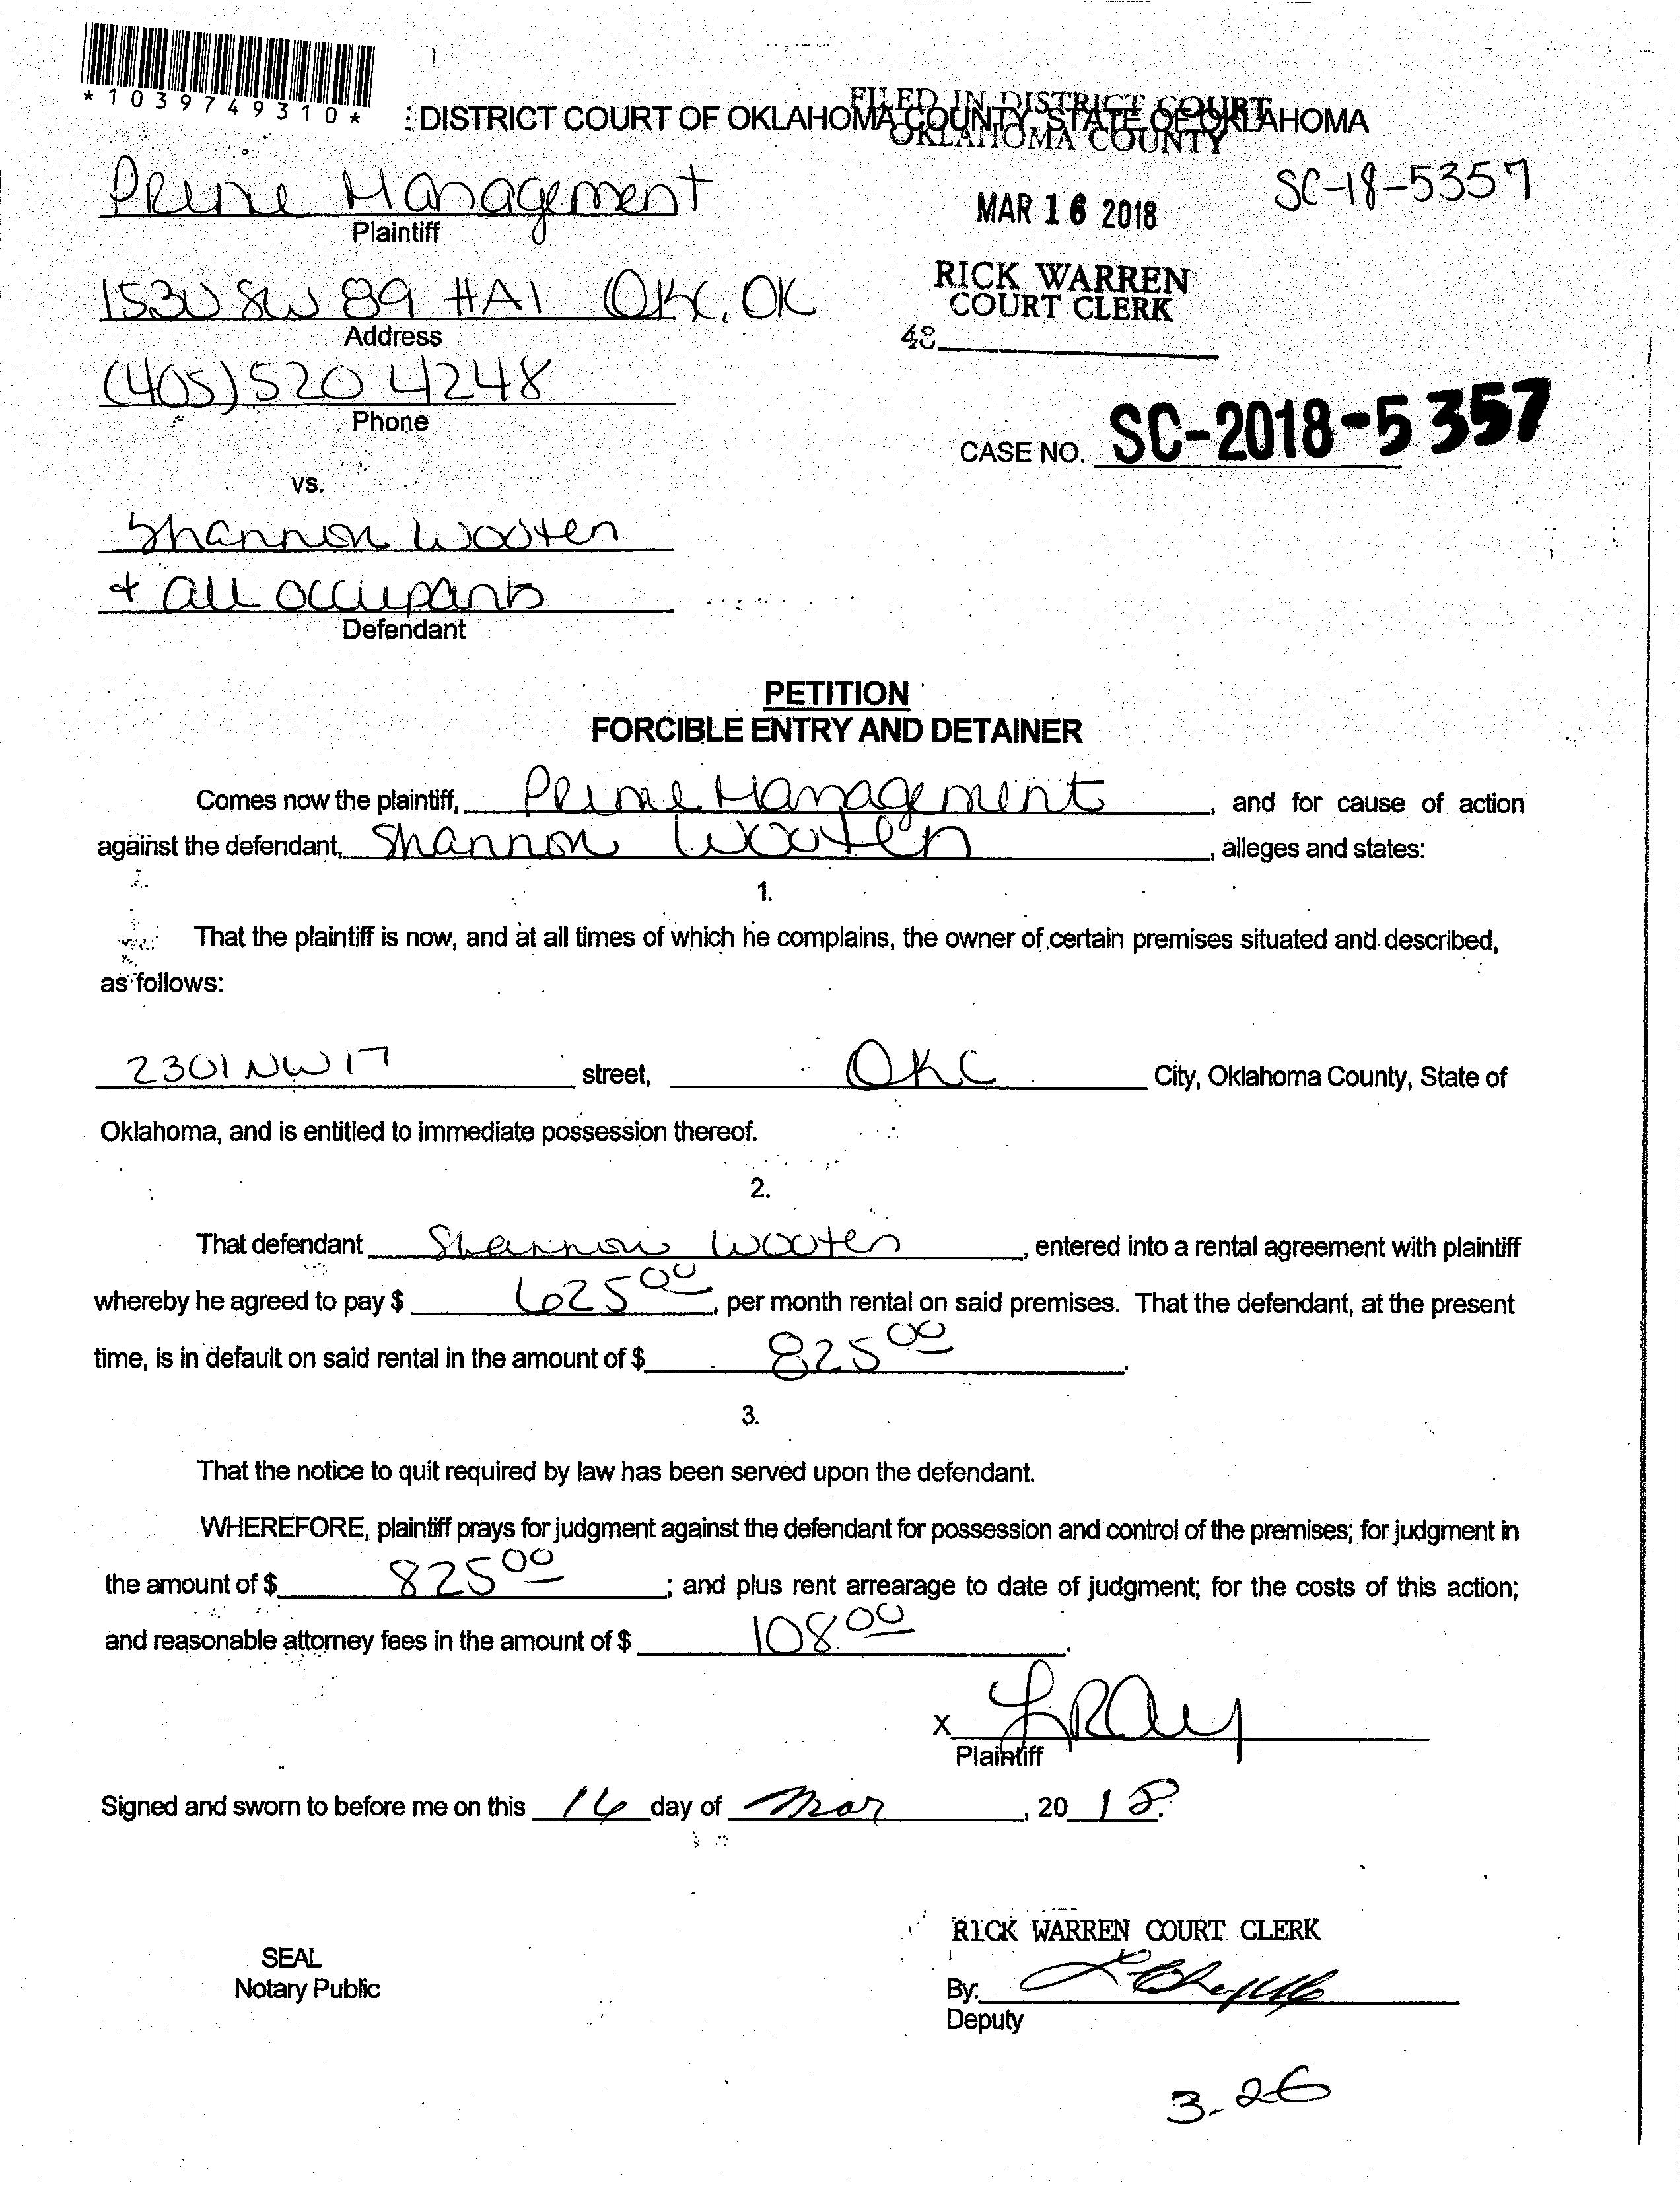 *1039749310*
: DISTRICT COURT OF OKLAHOMA COUNTY, STATE OF OKLAHOMA
FILED IN DISTRICT COURT
OKLAHOMA COUNTY
Prime Management
Plaintiff
MAR 16 2018
SC-18-5357
1530 SW 89 #A1 OKC, OK
Address
RICK WARREN
COURT CLERK
48
(405) 520 4248
Phone
CASE NO. SC-2018-5357
vs.
Shannon Wooten
+ all occupants
Defendant
PETITION
FORCIBLE ENTRY AND DETAINER
Comes now the plaintiff, Prime Management, and for cause of action
against the defendant, Shannon Wooten, alleges and states:
1.
That the plaintiff is now, and at all times of which he complains, the owner of certain premises situated and described,
as follows:
2301 NW 17 street, OKC City, Oklahoma County, State of
Oklahoma, and is entitled to immediate possession thereof.
2.
That defendant Shannon Wooten, entered into a rental agreement with plaintiff
whereby he agreed to pay $ 625 00, per month rental on said premises. That the defendant, at the present
time, is in default on said rental in the amount of $ 825 00.
3.
That the notice to quit required by law has been served upon the defendant.
WHEREFORE, plaintiff prays for judgment against the defendant for possession and control of the premises; for judgment in
the amount of $ 825 00; and plus rent arrearage to date of judgment; for the costs of this action;
and reasonable attorney fees in the amount of $ 108.00.
X LRay
Plaintiff
Signed and sworn to before me on this 16 day of Mar, 20 18.
RICK WARREN COURT CLERK
SEAL
Notary Public
By:
Deputy
3-26